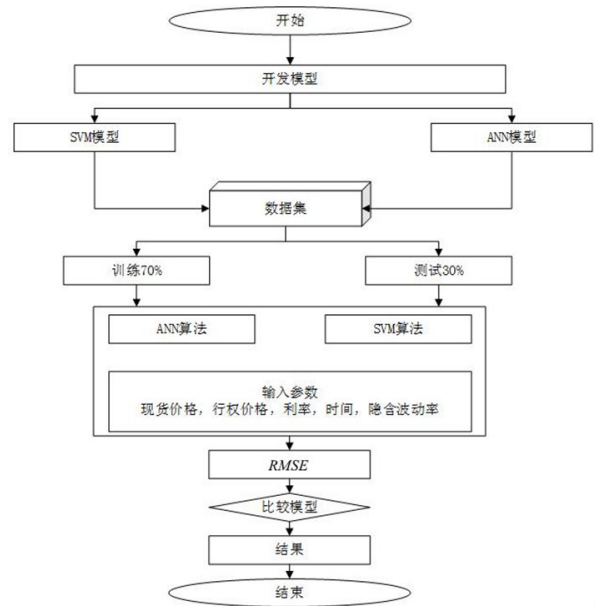 开始
开发模型
SVM模型
ANN模型
数据集
训练70%
测试30%
ANN算法
SVM算法
输入参数
现货价格，行权价格，利率，时间，隐含波动率
RMSE
比较模型
结果
结束